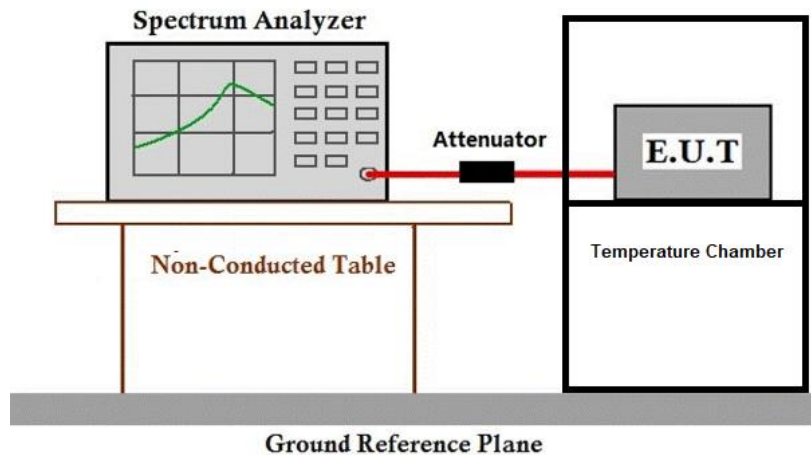 Spectrum Analyzer
Attenuator
E.U.T
Non-Conducted Table
Temperature Chamber
Ground Reference Plane